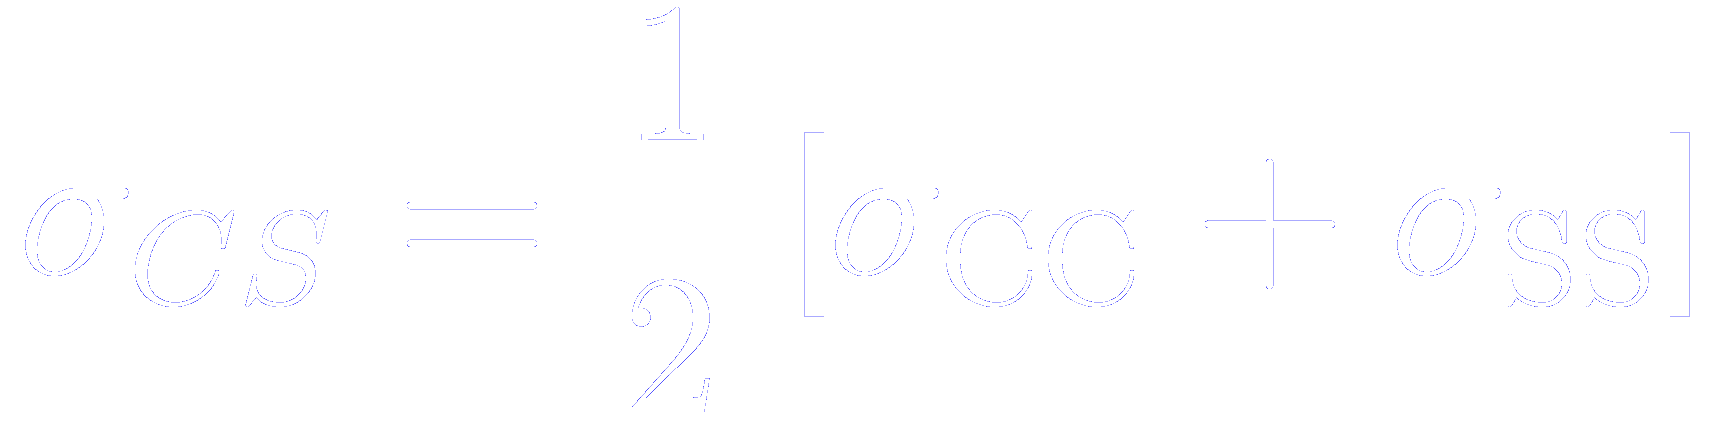 σ_CS = 1/2 [σ_CC + σ_SS]